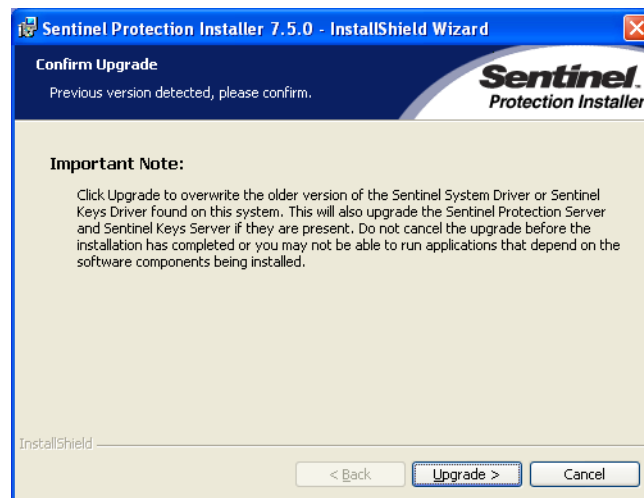 Sentinel Protection Installer 7.5.0 - InstallShield Wizard
Confirm Upgrade
Previous version detected, please confirm.
Sentinel.
Protection Installer
Important Note:
Click Upgrade to overwrite the older version of the Sentinel System Driver or Sentinel
Keys Driver found on this system. This will also upgrade the Sentinel Protection Server
and Sentinel Keys Server if they are present. Do not cancel the upgrade before the
installation has completed or you may not be able to run applications that depend on the
software components being installed.
InstallShield
< Back
Upgrade >
Cancel